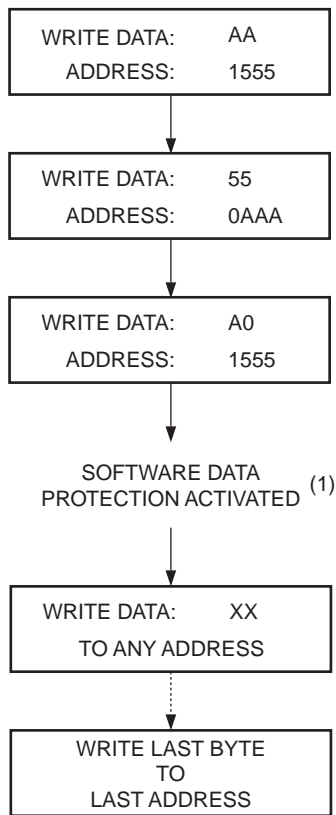 WRITE DATA: AA
ADDRESS: 1555
WRITE DATA: 55
ADDRESS: 0AAA
WRITE DATA: A0
ADDRESS: 1555
SOFTWARE DATA
PROTECTION ACTIVATED (1)
WRITE DATA: XX
TO ANY ADDRESS
WRITE LAST BYTE
TO
LAST ADDRESS